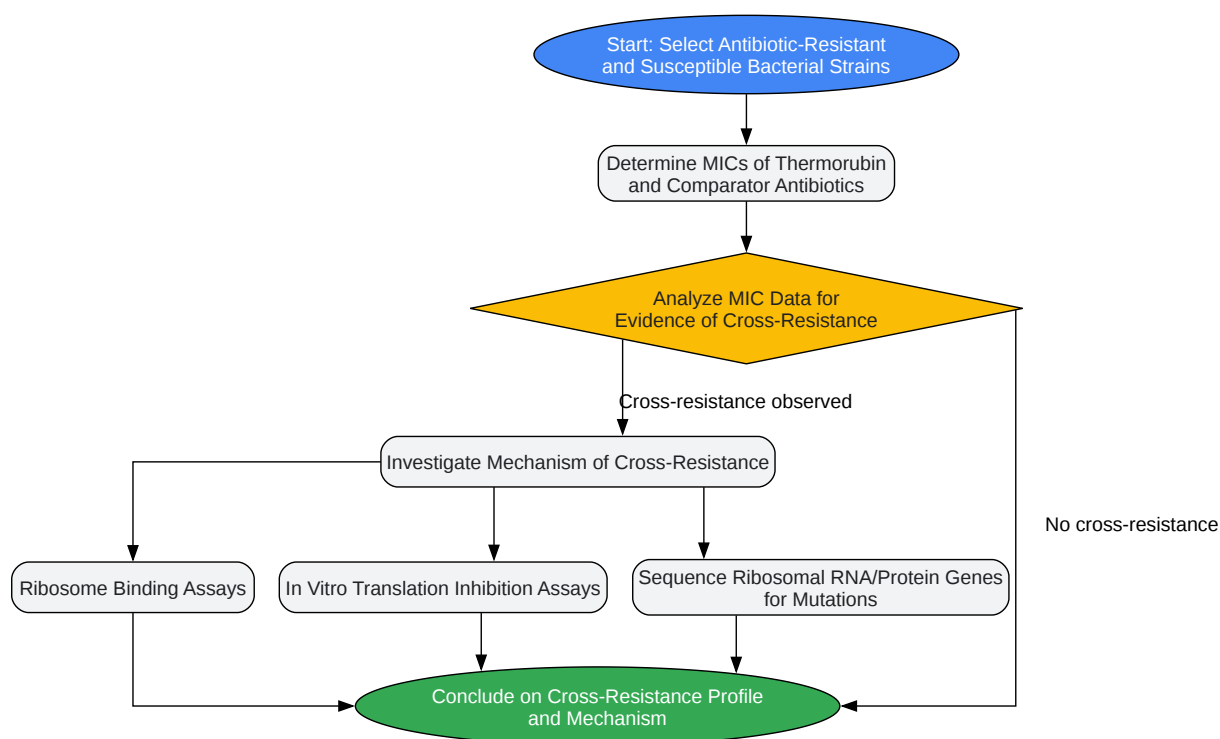 Start: Select Antibiotic-Resistant
and Susceptible Bacterial Strains
Determine MICs of Thermorubin
and Comparator Antibiotics
Analyze MIC Data for
Evidence of Cross-Resistance
Cross-resistance observed
Investigate Mechanism of Cross-Resistance
No cross-resistance
Ribosome Binding Assays
In Vitro Translation Inhibition Assays
Sequence Ribosomal RNA/Protein Genes
for Mutations
Conclude on Cross-Resistance Profile
and Mechanism